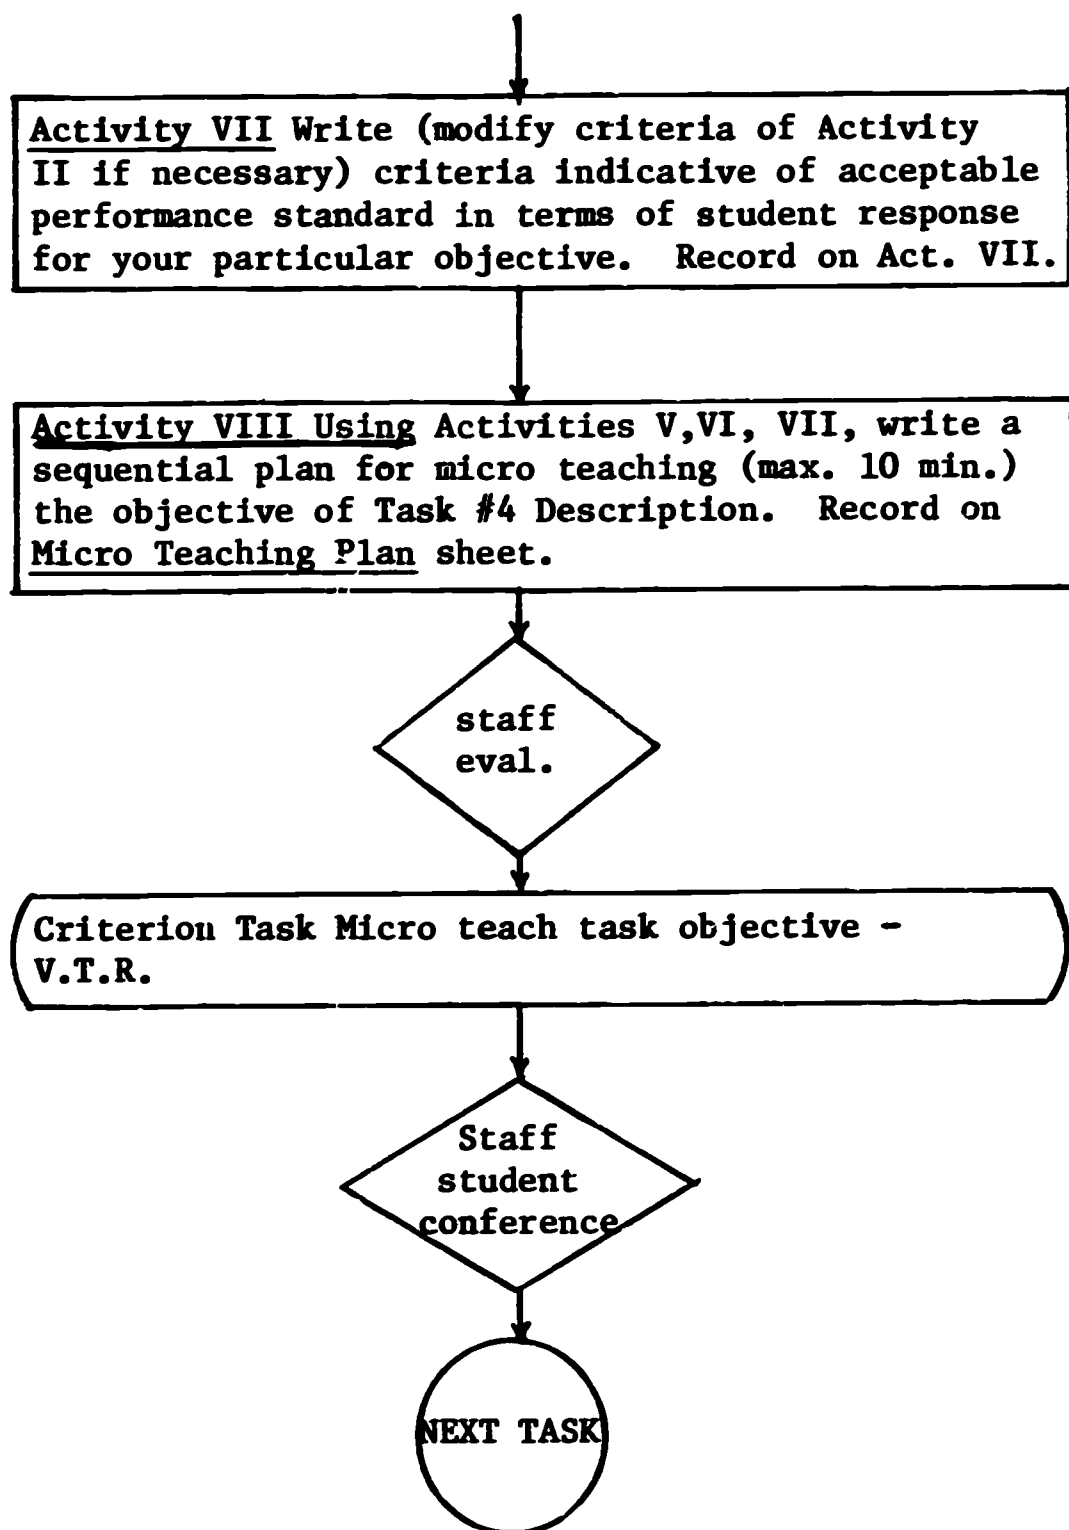 Activity VII Write (modify criteria of Activity
II if necessary) criteria indicative of acceptable
performance standard in terms of student response
for your particular objective. Record on Act. VII.
Activity VIII Using Activities V,VI, VII, write a
sequential plan for micro teaching (max. 10 min.)
the objective of Task #4 Description. Record on
Micro Teaching Plan sheet.
staff
eval.
Criterion Task Micro teach task objective -
V.T.R.
Staff
student
conference
NEXT TASK